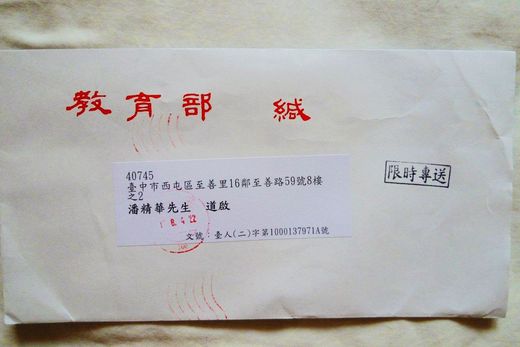 教育部 緘
40745
臺中市西屯區至善里16鄰至善路59號8樓
之2
潘精華先生 道啟
文號：臺人(二)字第1000137971A號
限時專送